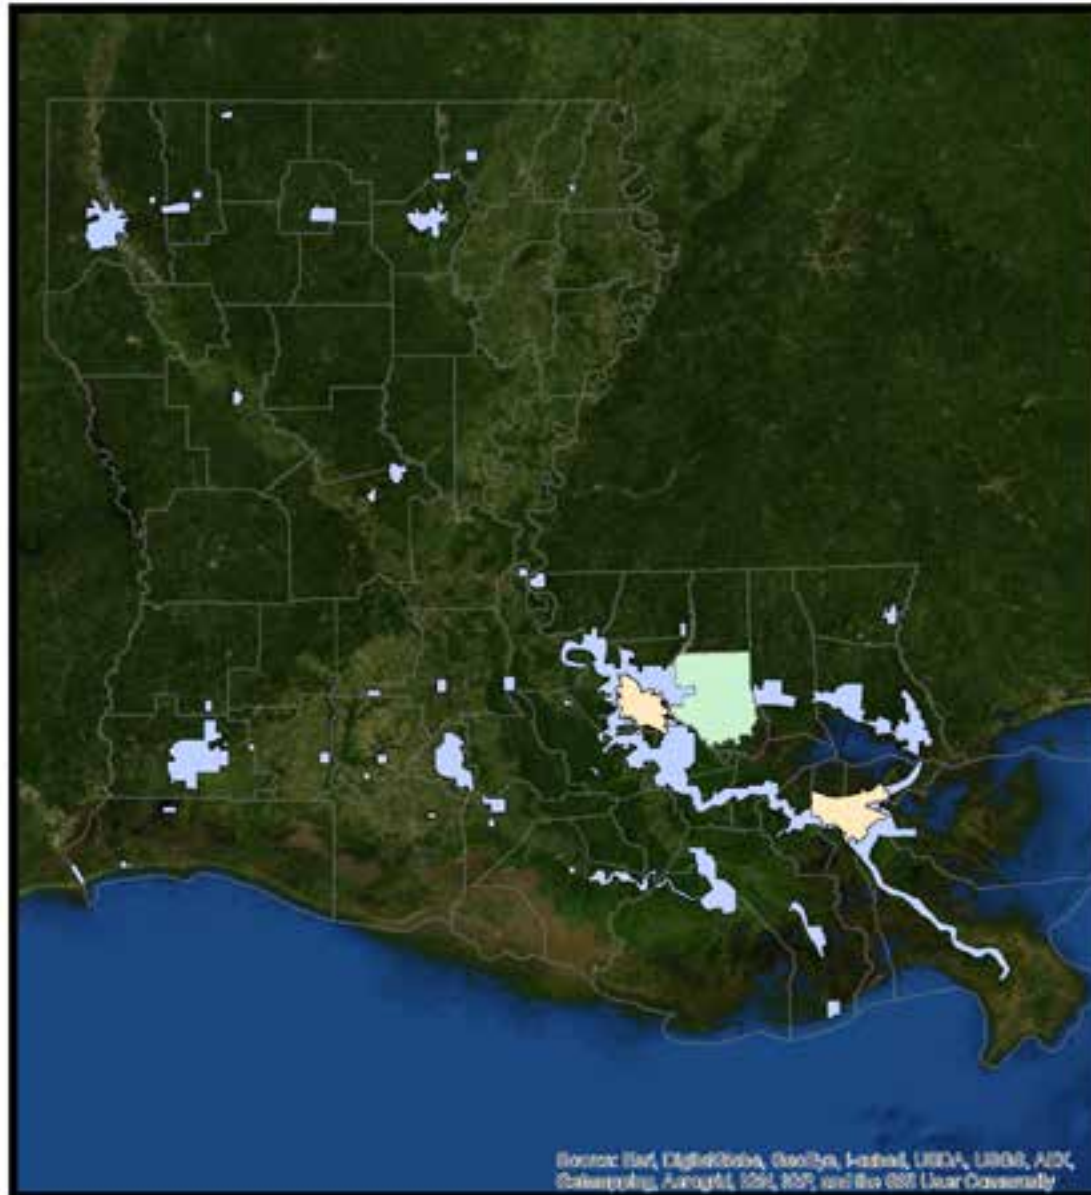 Source: Esri, DigitalGlobe, GeoEye, i-cubed, USDA, USGS, AEX,
Getmapping, Aerogrid, IGN, IGP, and the GIS User Community